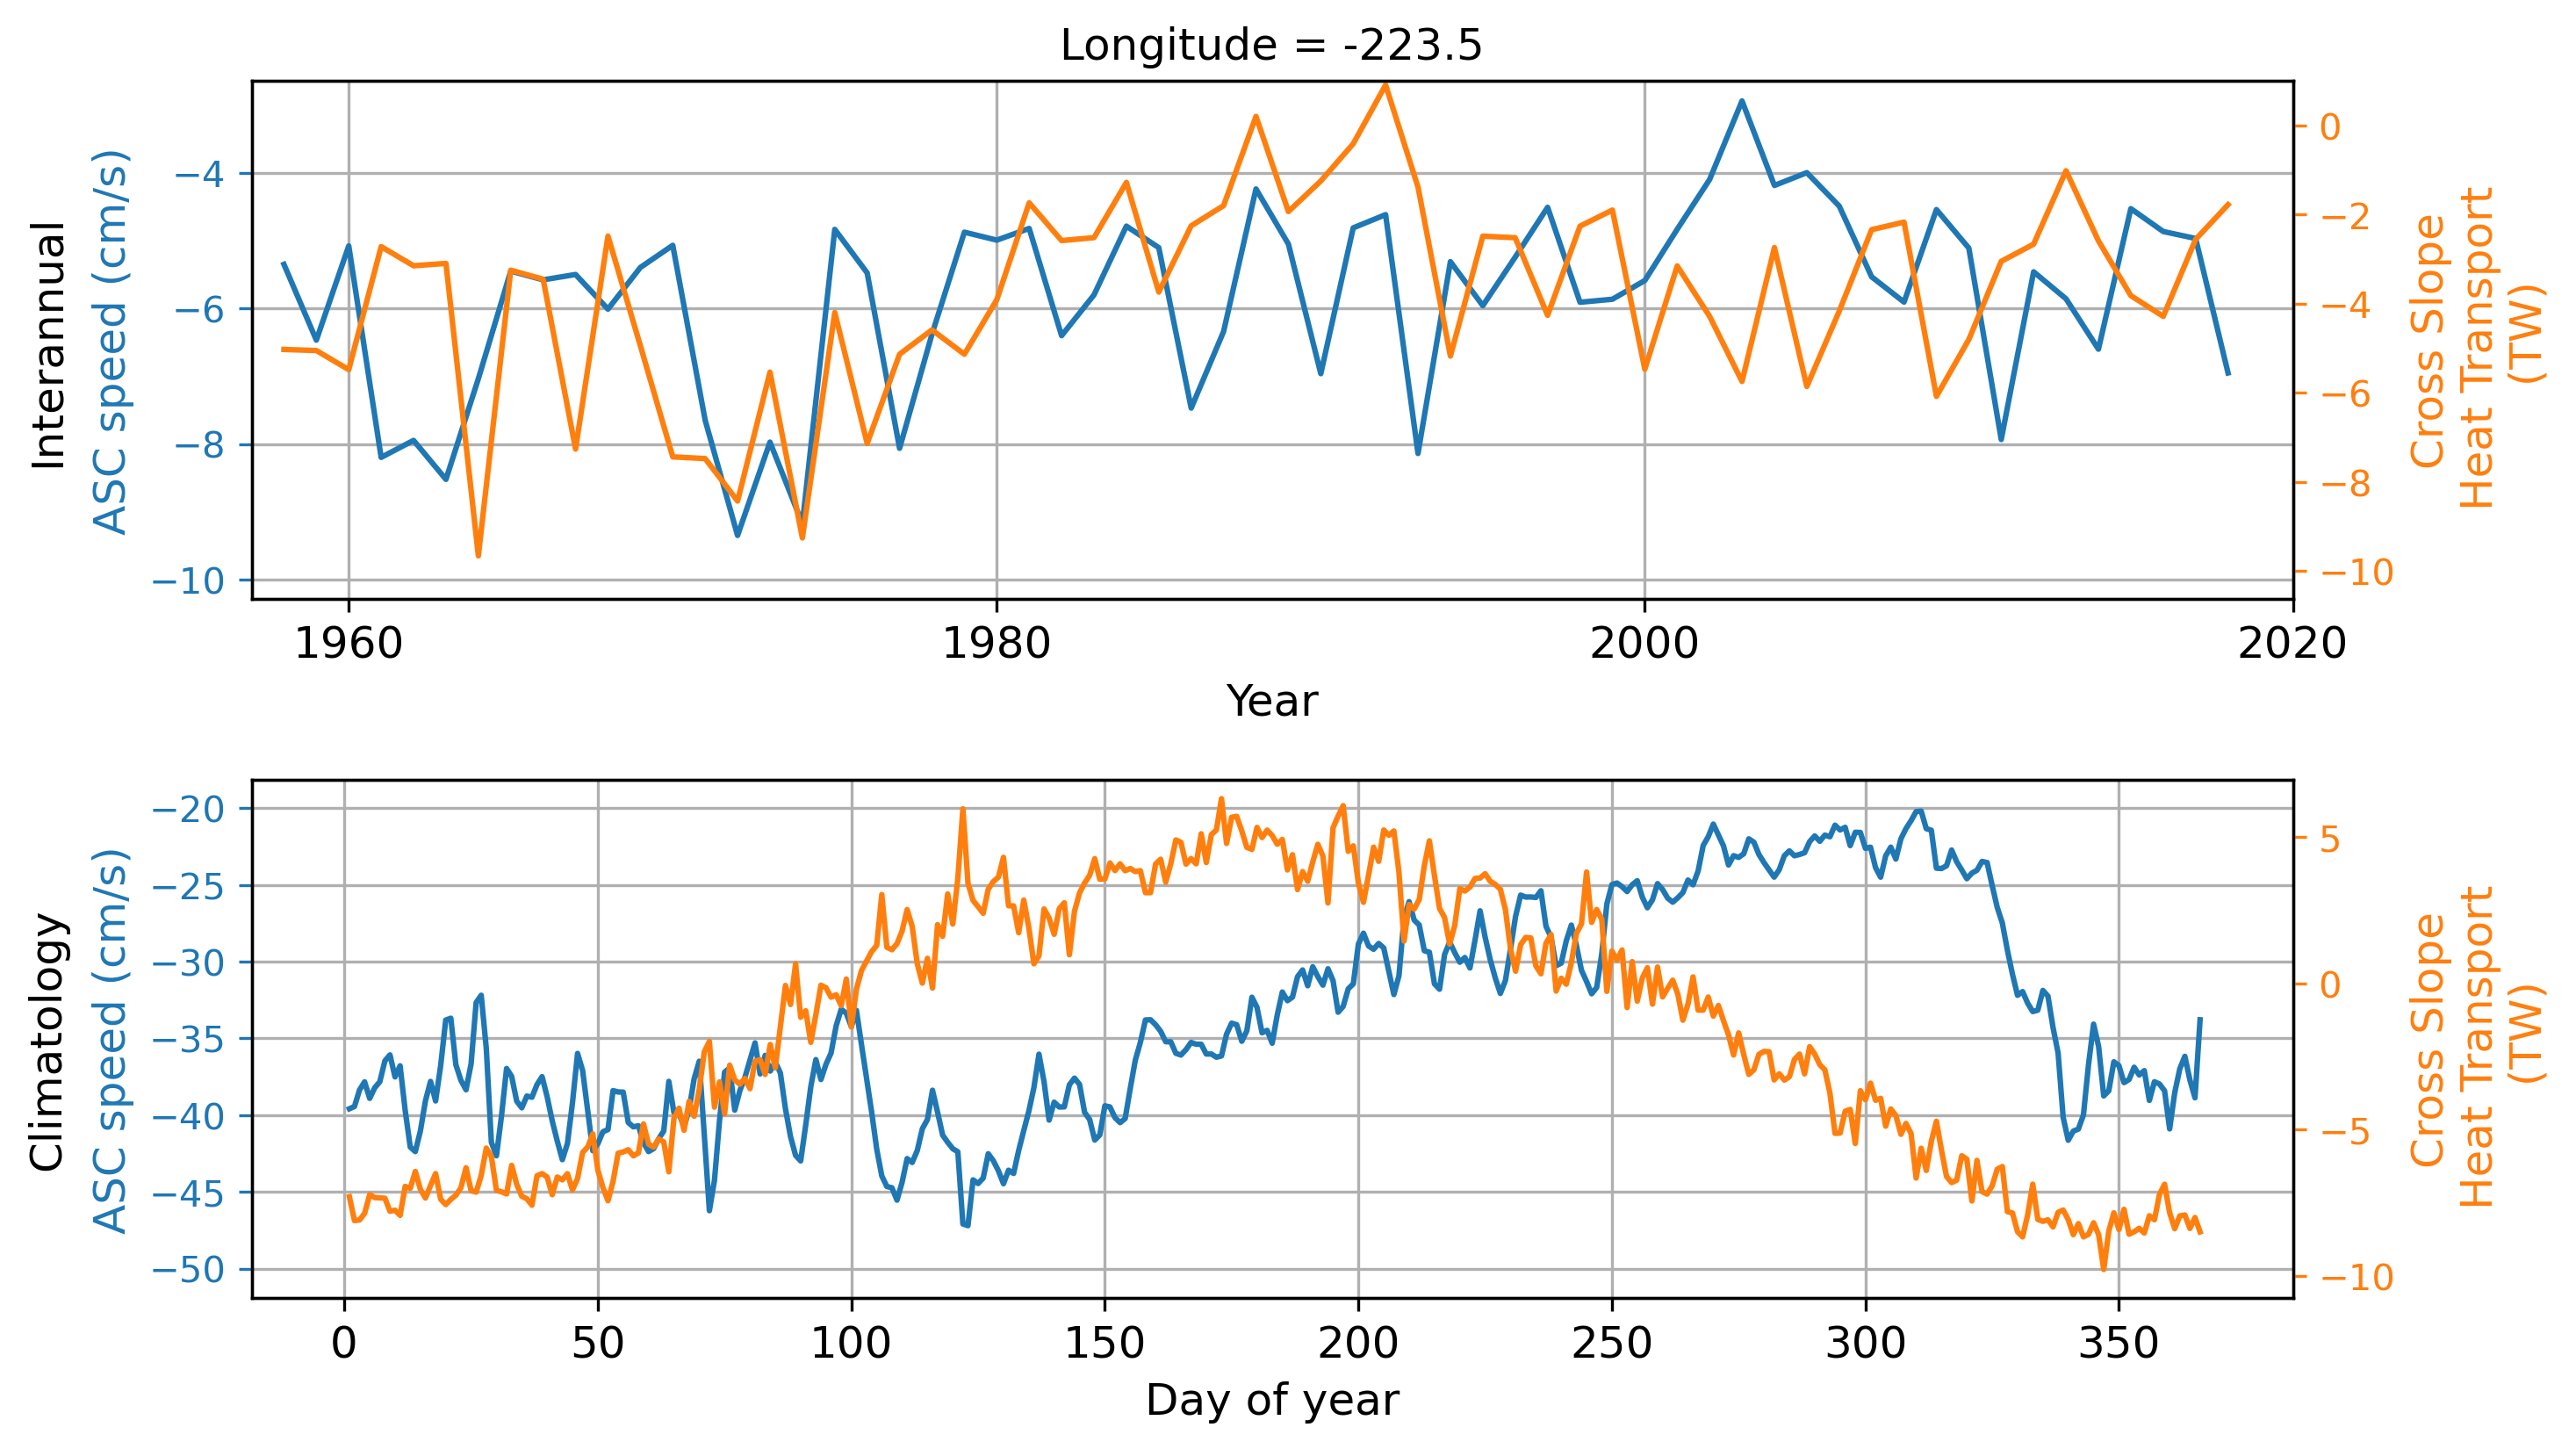 Longitude = -223.5
Interannual
ASC speed (cm/s)
−4
−6
−8
−10
0
−2
−4
−6
−8
−10
Cross Slope
Heat Transport
(TW)
1960 1980 2000 2020
Year
Climatology
ASC speed (cm/s)
−20
−25
−30
−35
−40
−45
−50
5
0
−5
−10
Cross Slope
Heat Transport
(TW)
0 50 100 150 200 250 300 350
Day of year